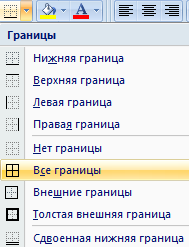 А
Границы
Нижняя граница
Верхняя граница
Левая граница
Правая граница
Нет границы
Все границы
Внешние границы
Толстая внешняя граница
Сдвоенная нижняя граница